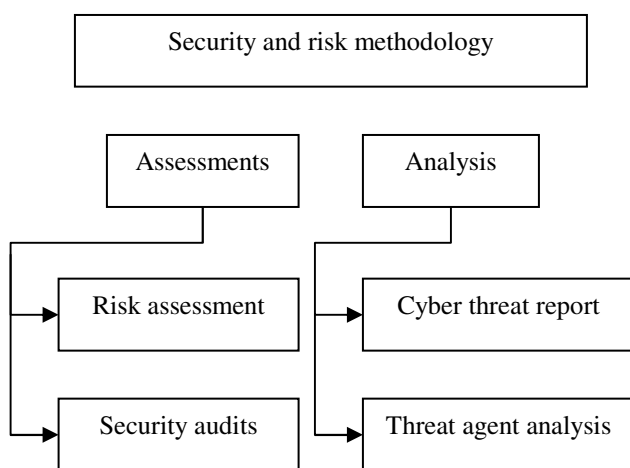 Security and risk methodology
Assessments
Analysis
Risk assessment
Cyber threat report
Security audits
Threat agent analysis